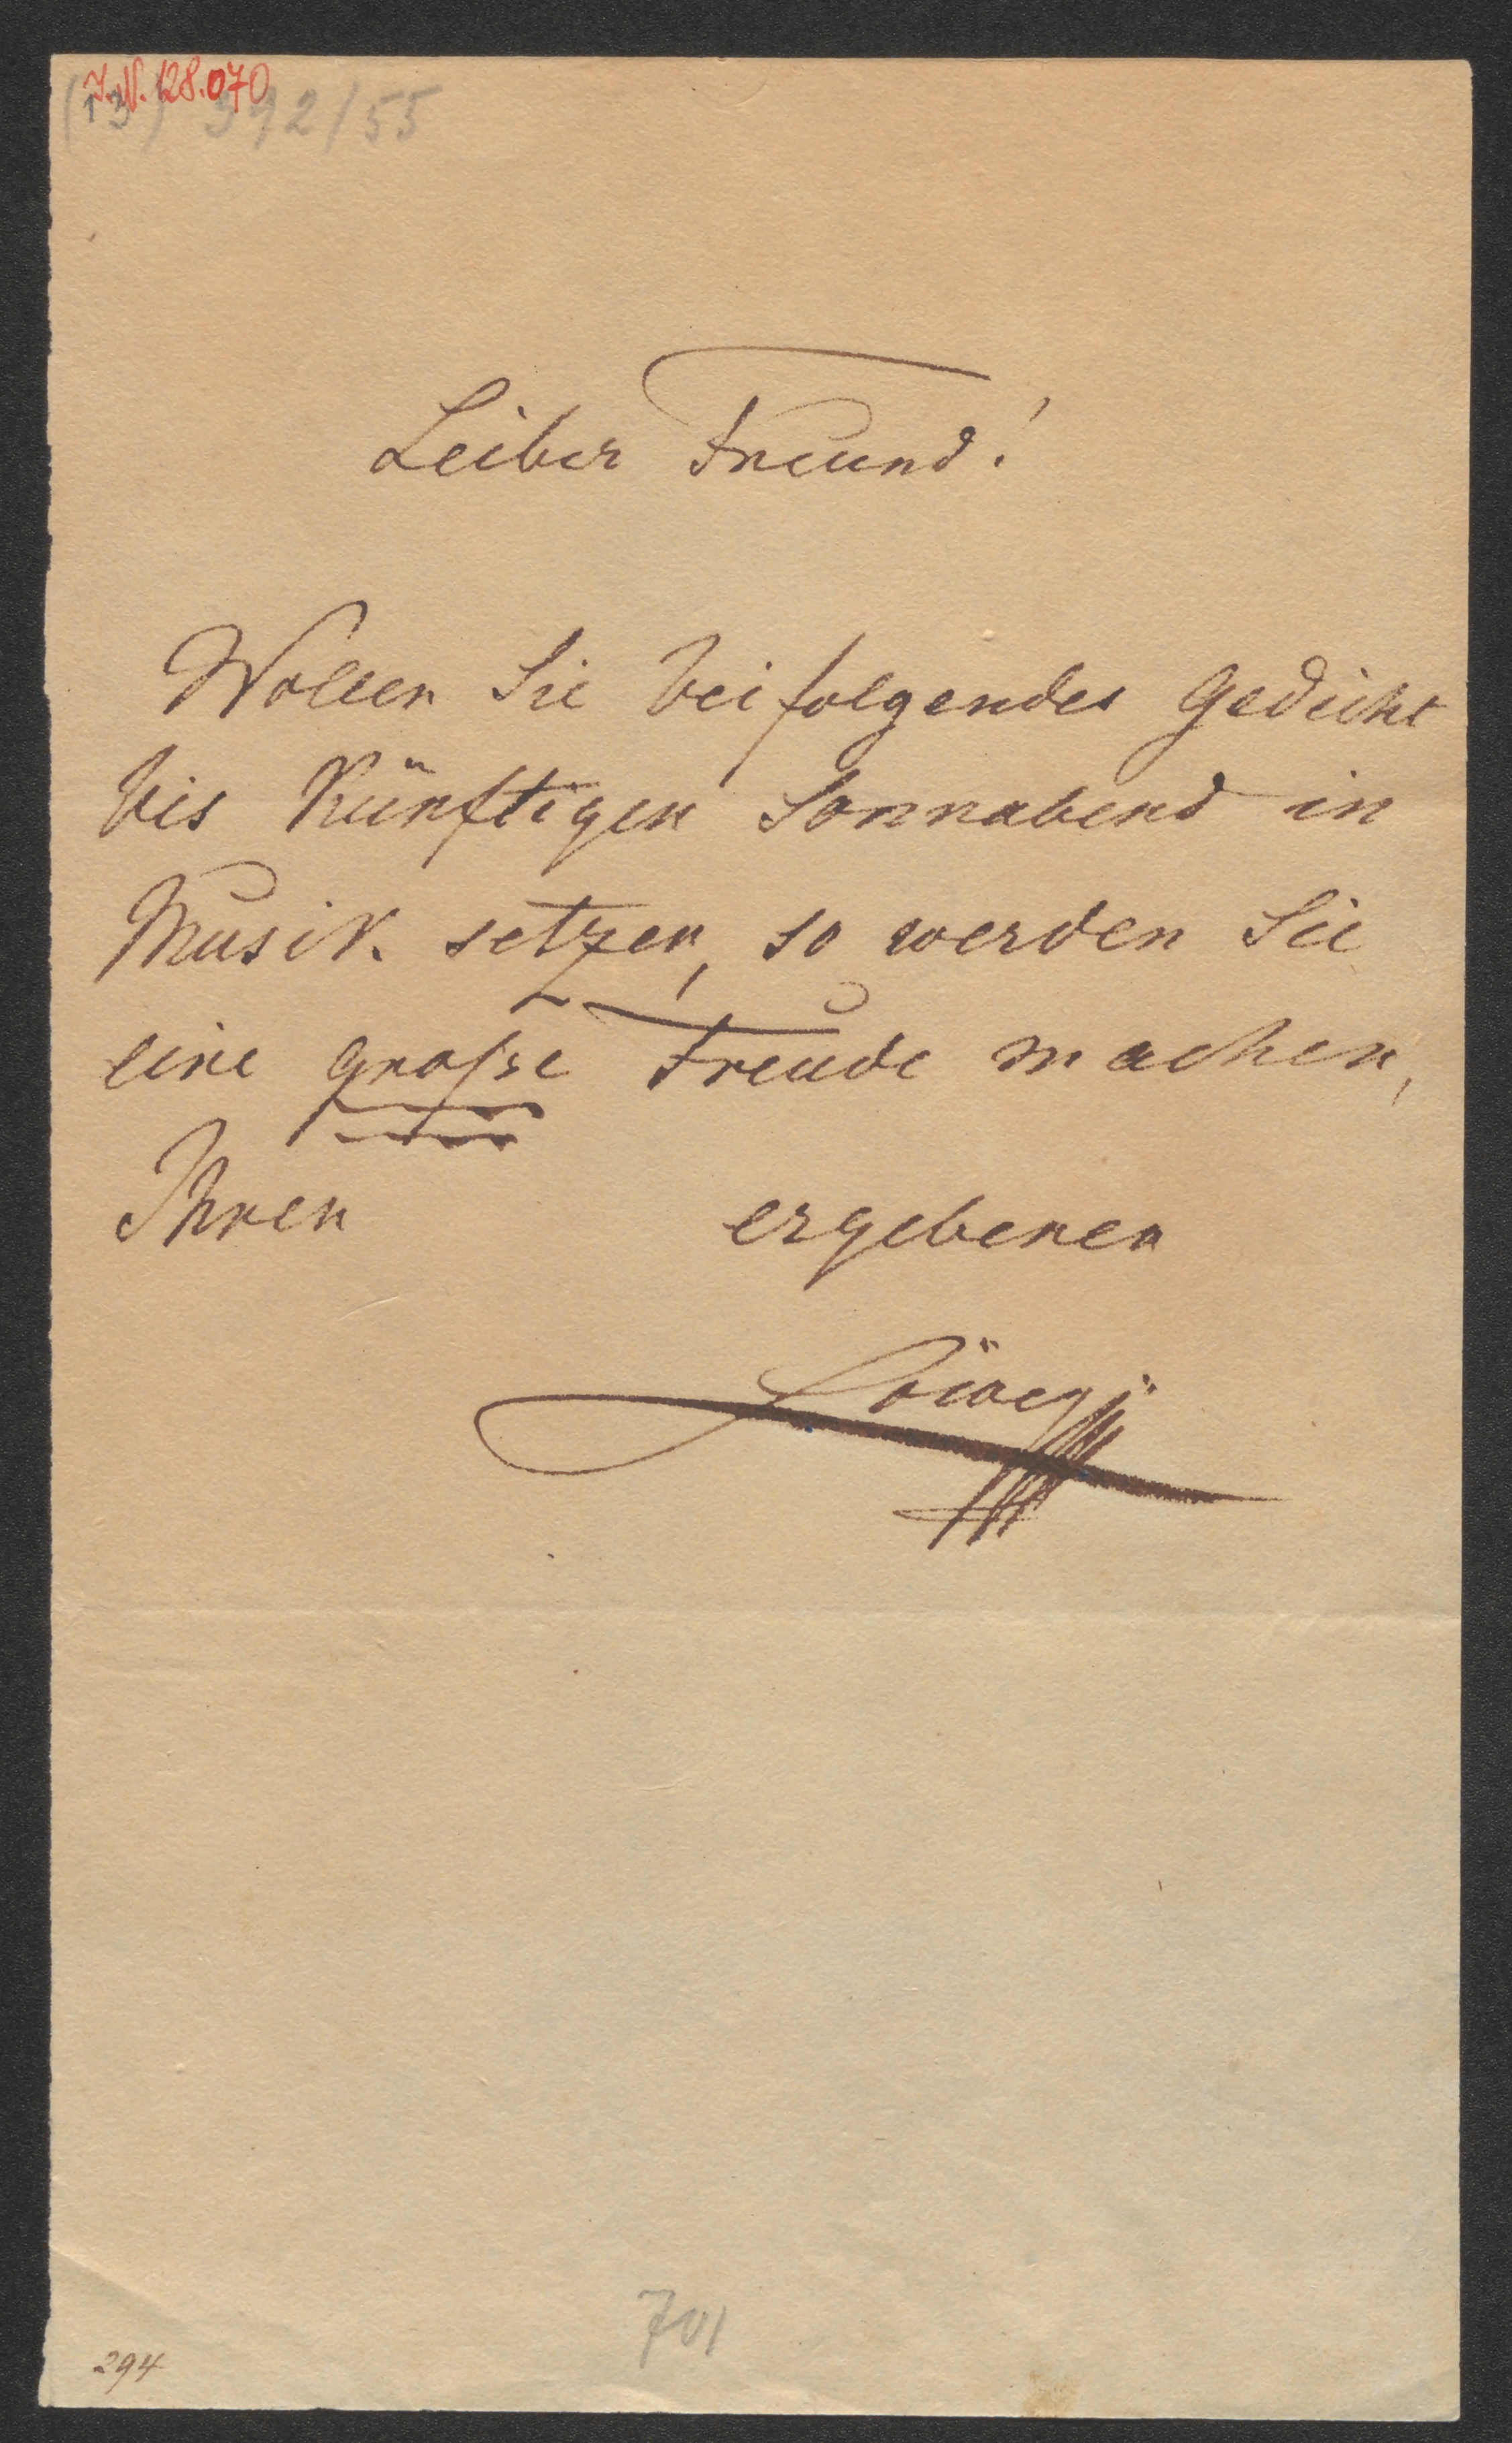 I.N. 128.070
392/55
Leiber Freund!
Wollen Sie beifolgendes Gedicht
bis künftigen Sonnabend in
Musik setzen, so werden Sie
eine große Freude machen,
Ihren ergebenen
701
294